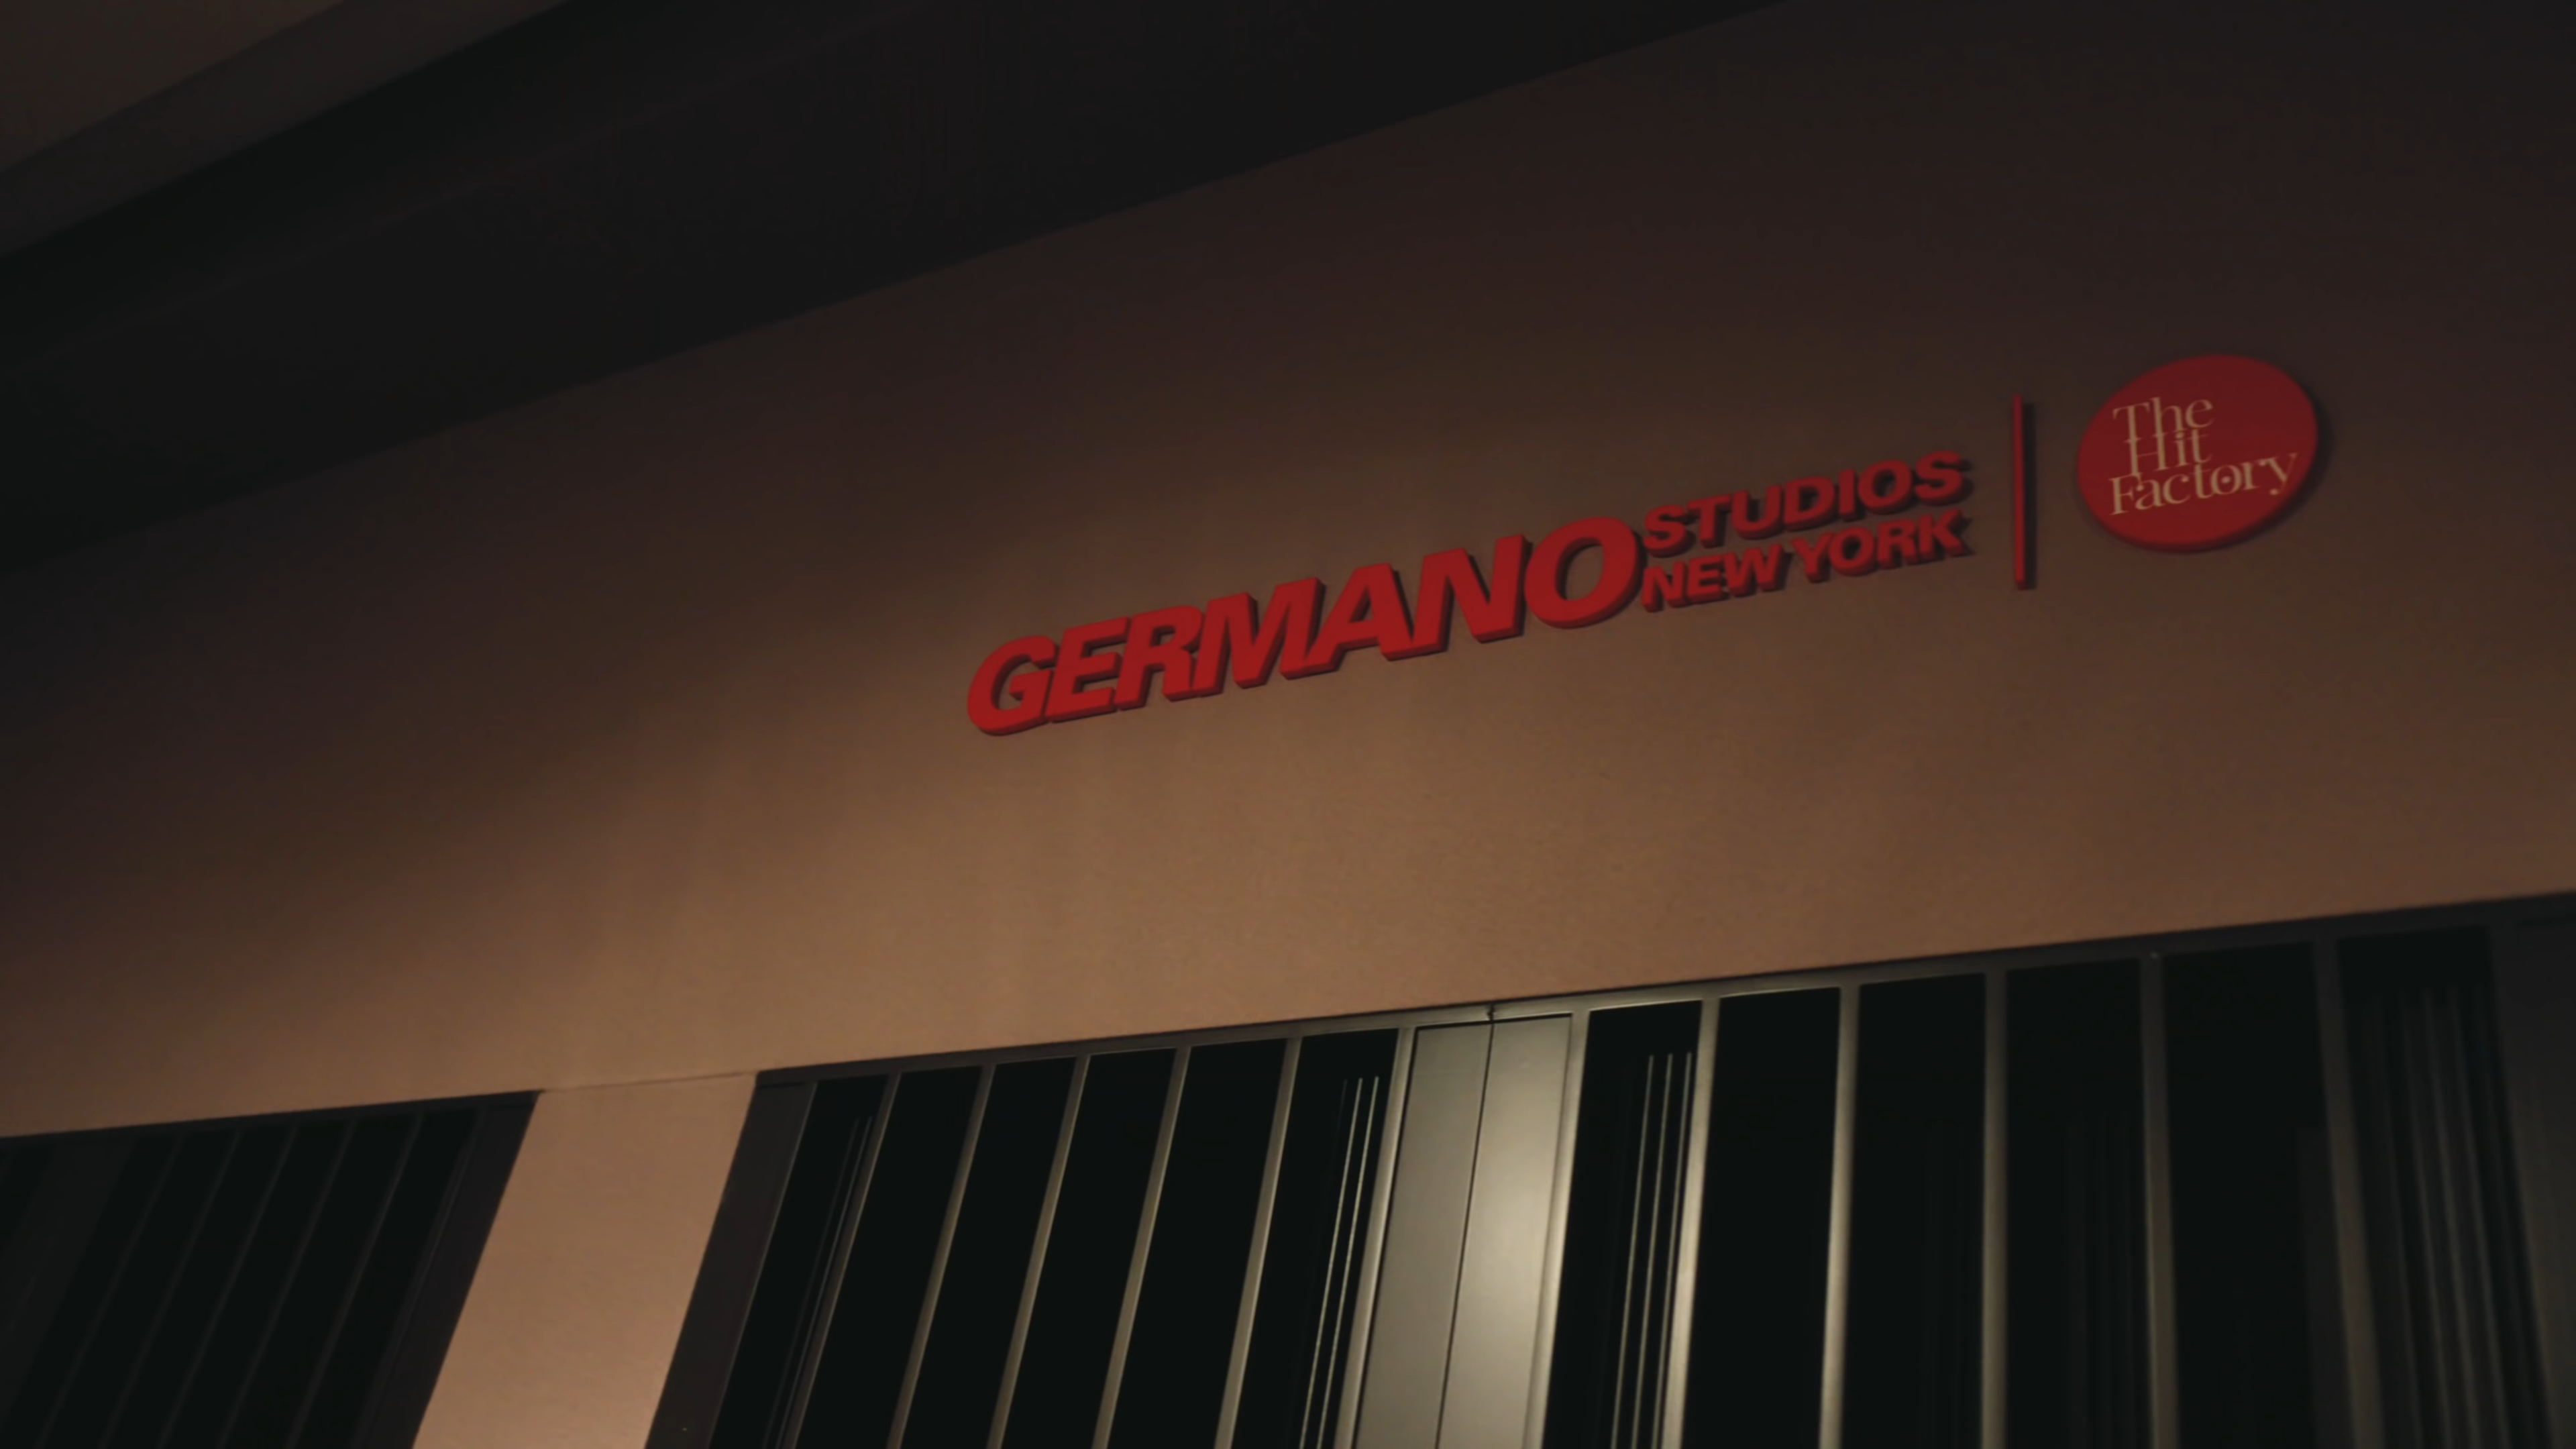 GERMANO
STUDIOS
NEW YORK
The
Hit
Factory